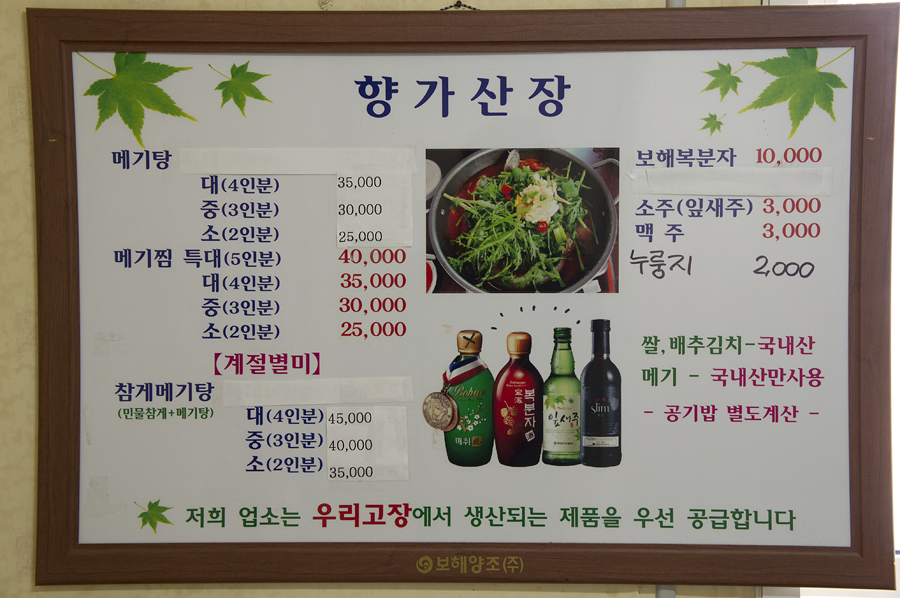 향가산장
메기탕
대(4인분) 35,000
중(3인분) 30,000
소(2인분) 25,000
메기찜 특대(5인분) 40,000
대(4인분) 35,000
중(3인분) 30,000
소(2인분) 25,000
【계절별미】
참게메기탕
(민물참게+메기탕)
대(4인분) 45,000
중(3인분) 40,000
소(2인분) 35,000
보해복분자 10,000
소주(잎새주) 3,000
맥 주 3,000
누룽지 2,000
쌀,배추김치-국내산
메기 - 국내산만사용
- 공기밥 별도계산 -
매취
복분자
잎새주
slim
저희 업소는 우리고장에서 생산되는 제품을 우선 공급합니다
보해양조(주)